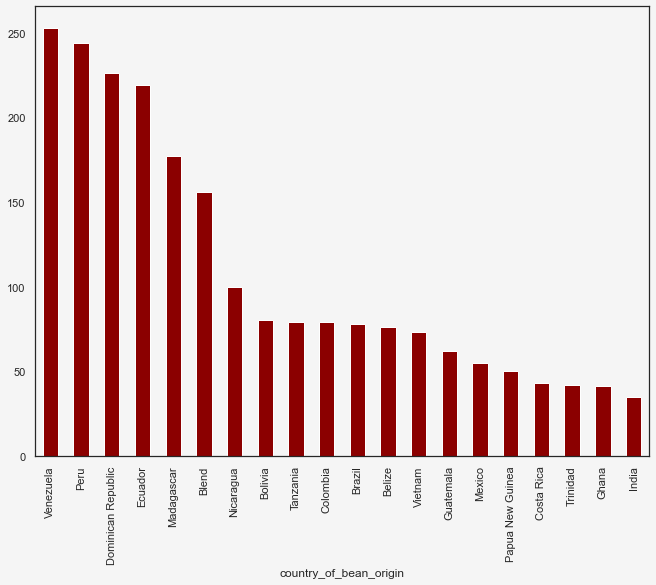 250
200
150
100
50
0
Venezuela
Peru
Dominican Republic
Ecuador
Madagascar
Blend
Nicaragua
Bolivia
Tanzania
Colombia
Brazil
Belize
Vietnam
Guatemala
Mexico
Papua New Guinea
Costa Rica
Trinidad
Ghana
India
country_of_bean_origin